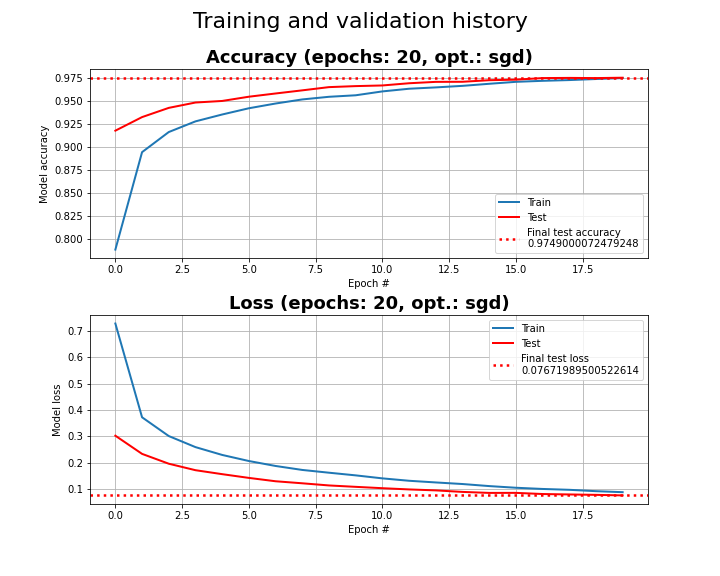 Training and validation history
Accuracy (epochs: 20, opt.: sgd)
0.975
0.950
0.925
0.900
0.875
0.850
0.825
0.800
Model accuracy
Train
Test
Final test accuracy
0.9749000072479248
0.0 2.5 5.0 7.5 10.0 12.5 15.0 17.5
Epoch #
Loss (epochs: 20, opt.: sgd)
0.7
0.6
0.5
0.4
0.3
0.2
0.1
Model loss
Train
Test
Final test loss
0.07671989500522614
0.0 2.5 5.0 7.5 10.0 12.5 15.0 17.5
Epoch #